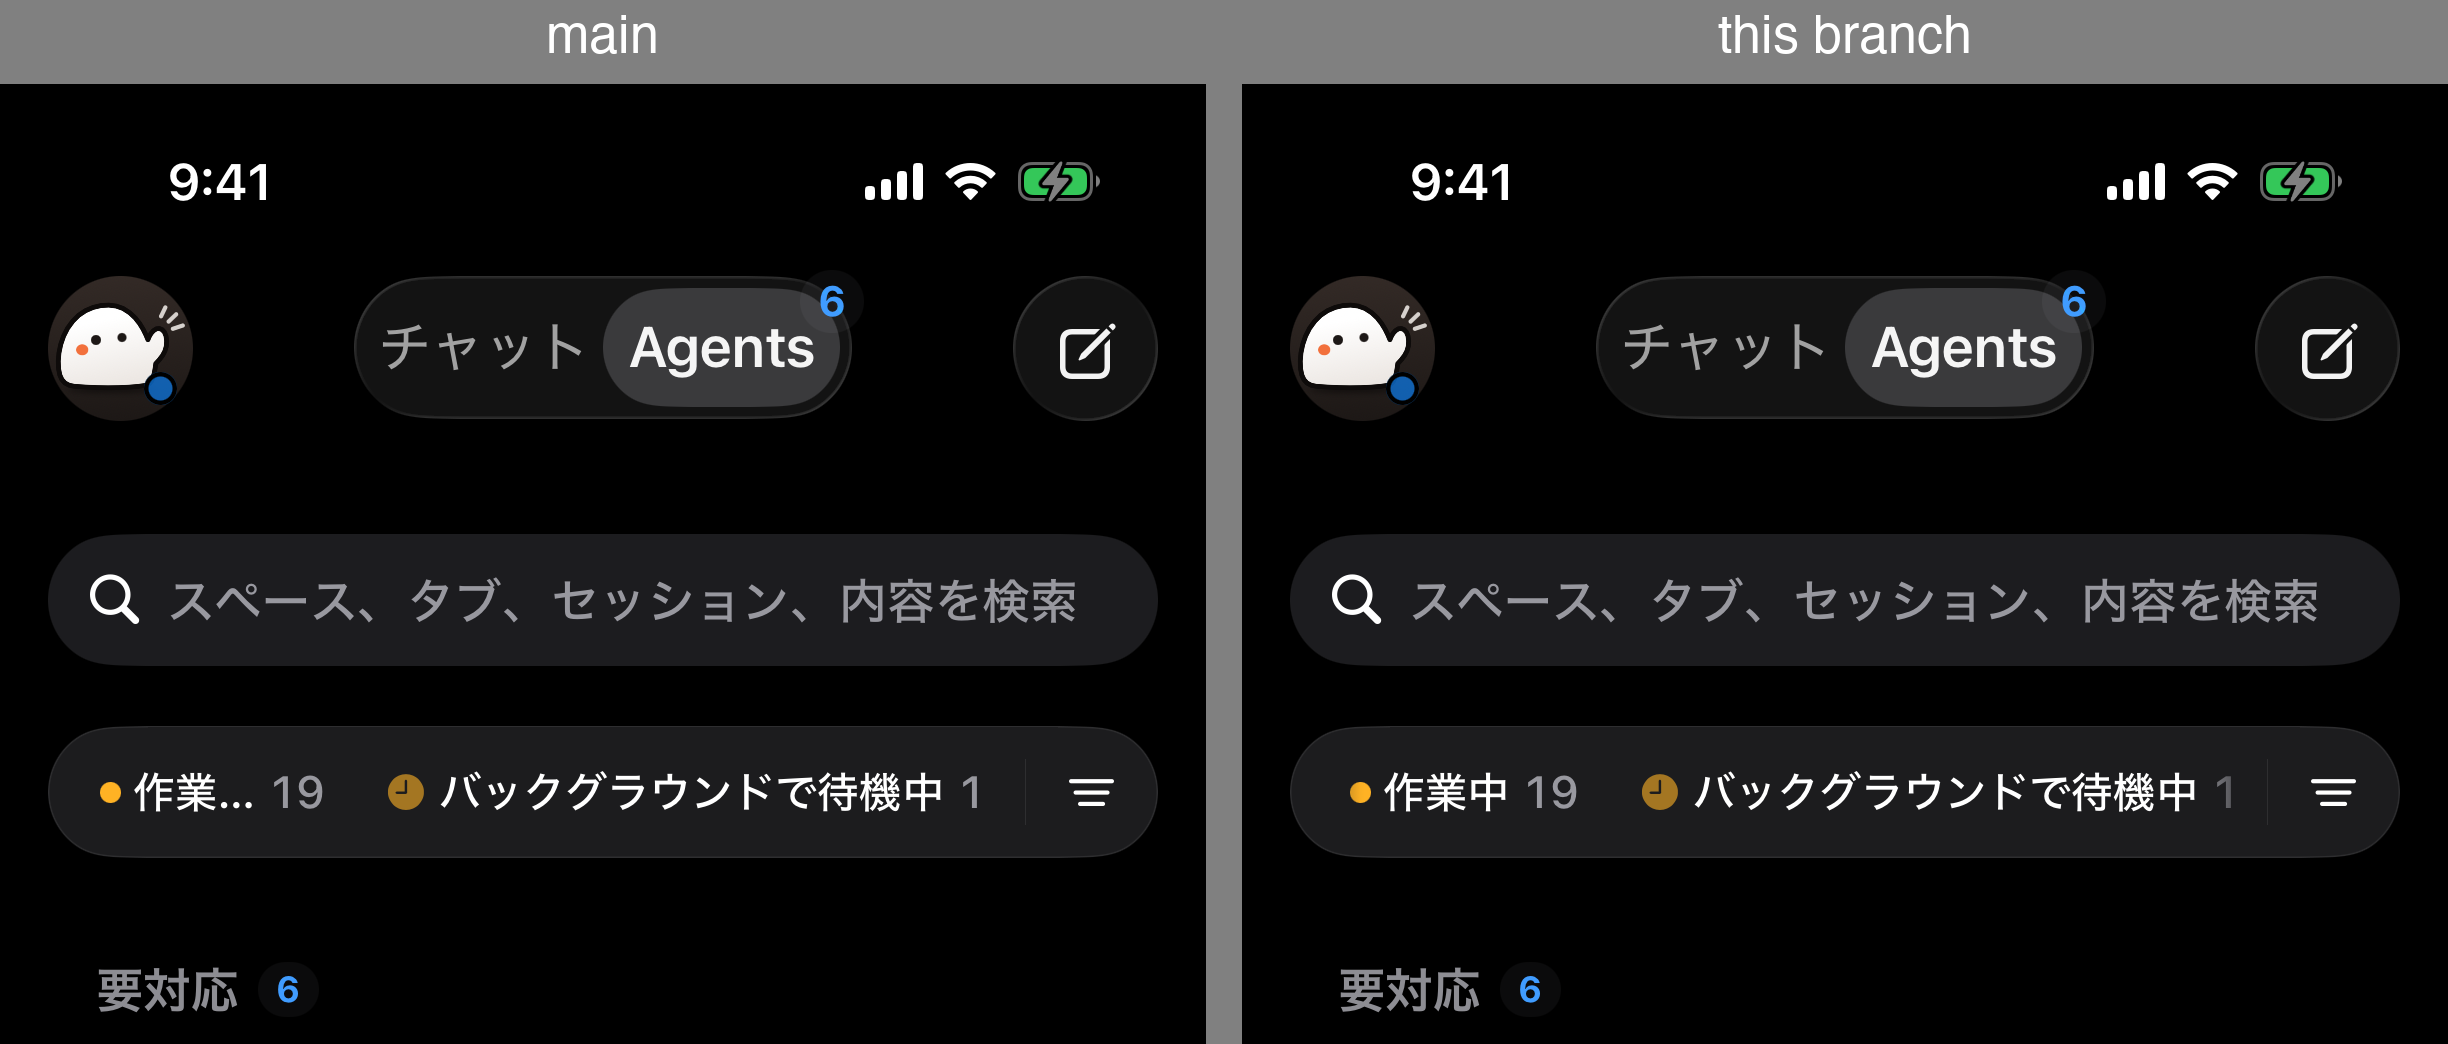 main
this branch
9:41
9:41
チャット Agents 6
チャット Agents 6
スペース、タブ、セッション、内容を検索
スペース、タブ、セッション、内容を検索
作業... 19 バックグラウンドで待機中 1
作業中 19 バックグラウンドで待機中 1
要対応 6
要対応 6